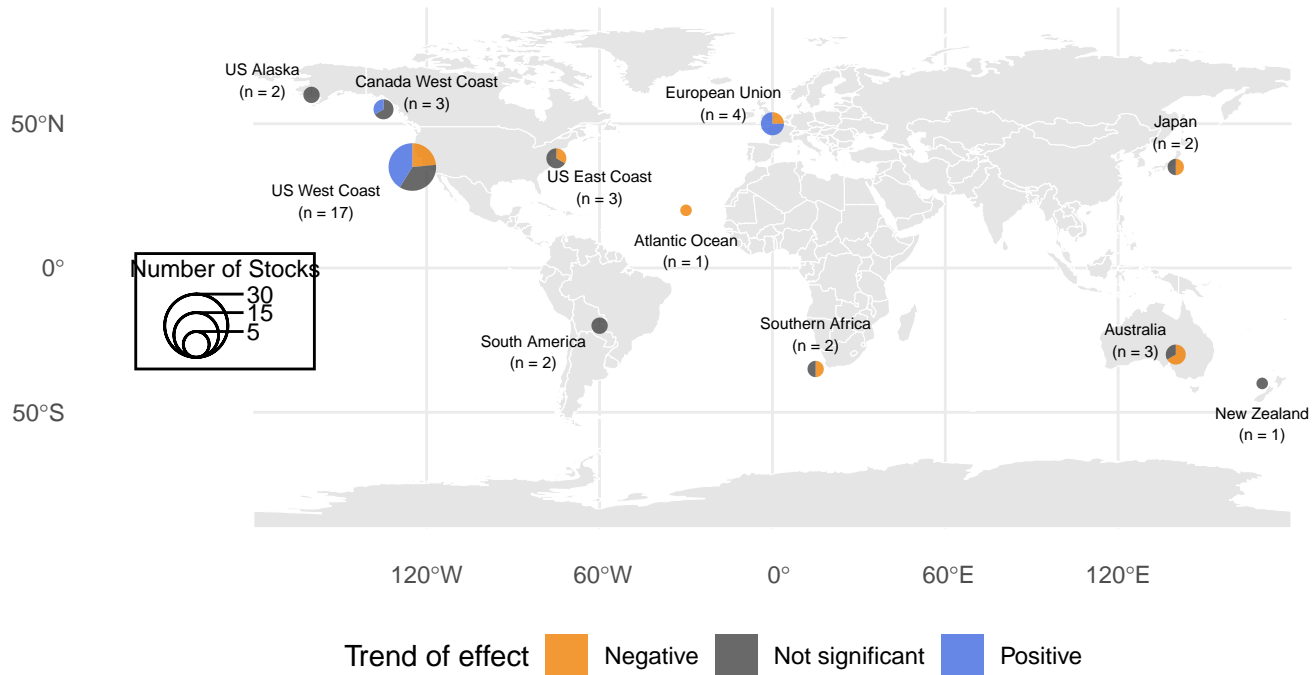 US Alaska
(n = 2)
Canada West Coast
(n = 3)
European Union
(n = 4)
Japan
(n = 2)
50°N
US West Coast
(n = 17)
US East Coast
(n = 3)
Atlantic Ocean
(n = 1)
0°
Number of Stocks
30
15
5
South America
(n = 2)
Southern Africa
(n = 2)
Australia
(n = 3)
New Zealand
(n = 1)
50°S
120°W 60°W 0° 60°E 120°E
Trend of effect Negative Not significant Positive